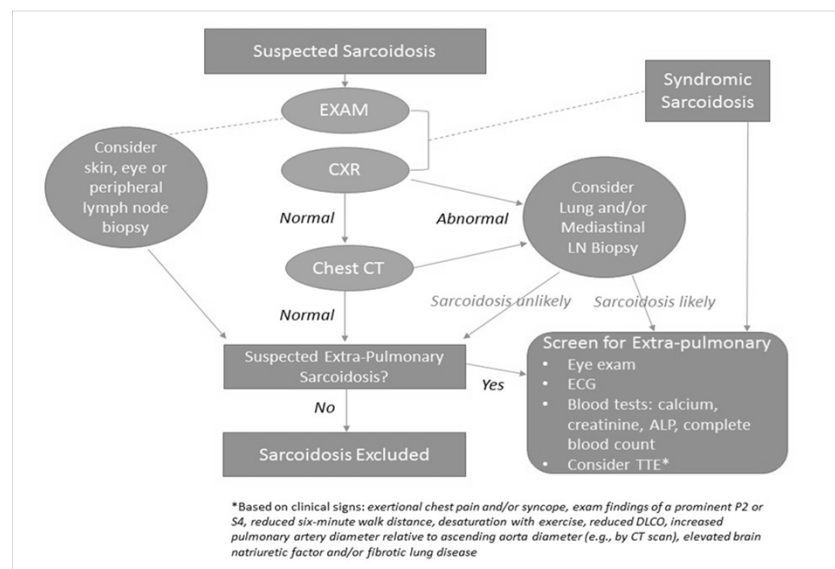 Suspected Sarcoidosis
EXAM
Syndromic
Sarcoidosis
Consider
skin, eye or
peripheral
lymph node
biopsy
CXR
Consider
Lung and/or
Mediastinal
LN Biopsy
Normal
Abnormal
Chest CT
Normal
Sarcoidosis unlikely
Sarcoidosis likely
Suspected Extra-Pulmonary
Sarcoidosis?
Yes
No
Sarcoidosis Excluded
Screen for Extra-pulmonary
• Eye exam
• ECG
• Blood tests: calcium,
creatinine, ALP, complete
blood count
• Consider TTE*
*Based on clinical signs: exertional chest pain and/or syncope, exam findings of a prominent P2 or
S4, reduced six-minute walk distance, desaturation with exercise, reduced DLCO, increased
pulmonary artery diameter relative to ascending aorta diameter (e.g., by CT scan), elevated brain
natriuretic factor and/or fibrotic lung disease